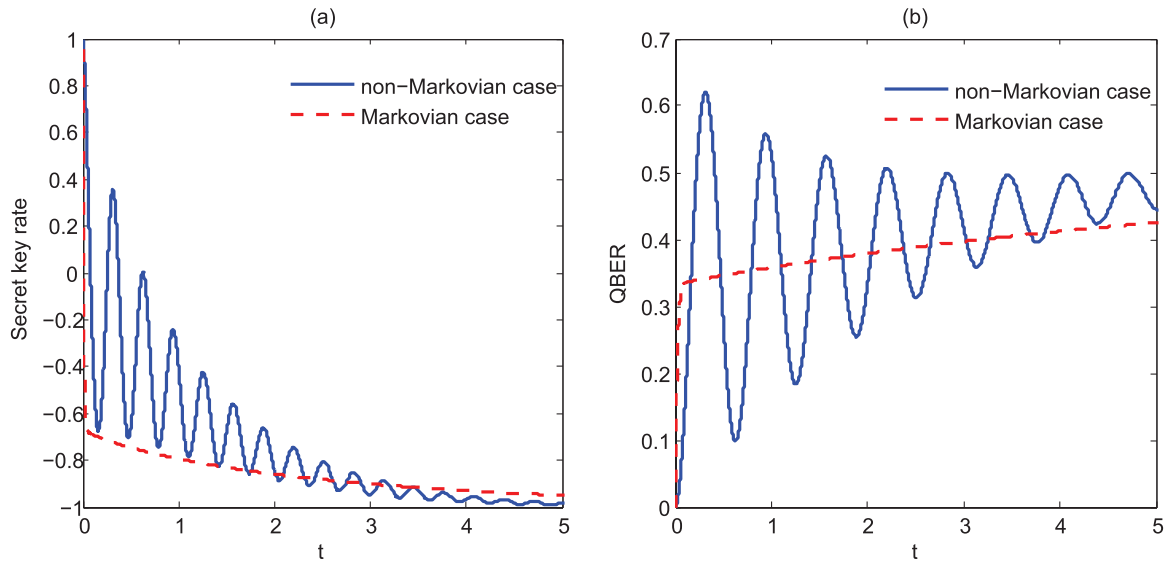 (a)
Secret key rate
1
0.8
0.6
0.4
0.2
0
−0.2
−0.4
−0.6
−0.8
−1
non−Markovian case
Markovian case
0 1 2 3 4 5
t
(b)
QBER
0.7
0.6
0.5
0.4
0.3
0.2
0.1
0
non−Markovian case
Markovian case
0 1 2 3 4 5
t